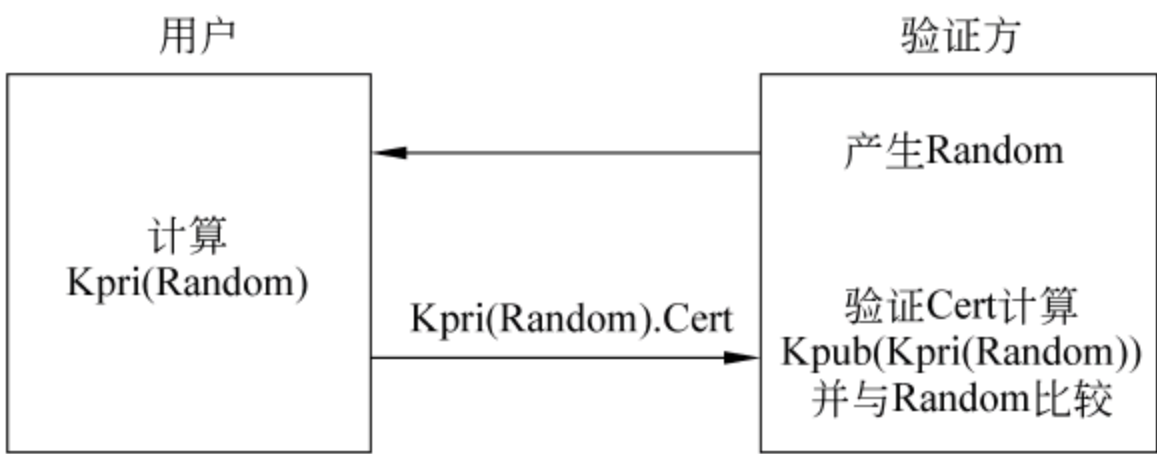 用户
验证方
产生Random
计算
Kpri(Random)
Kpri(Random).Cert
验证Cert计算
Kpub(Kpri(Random))
并与Random比较